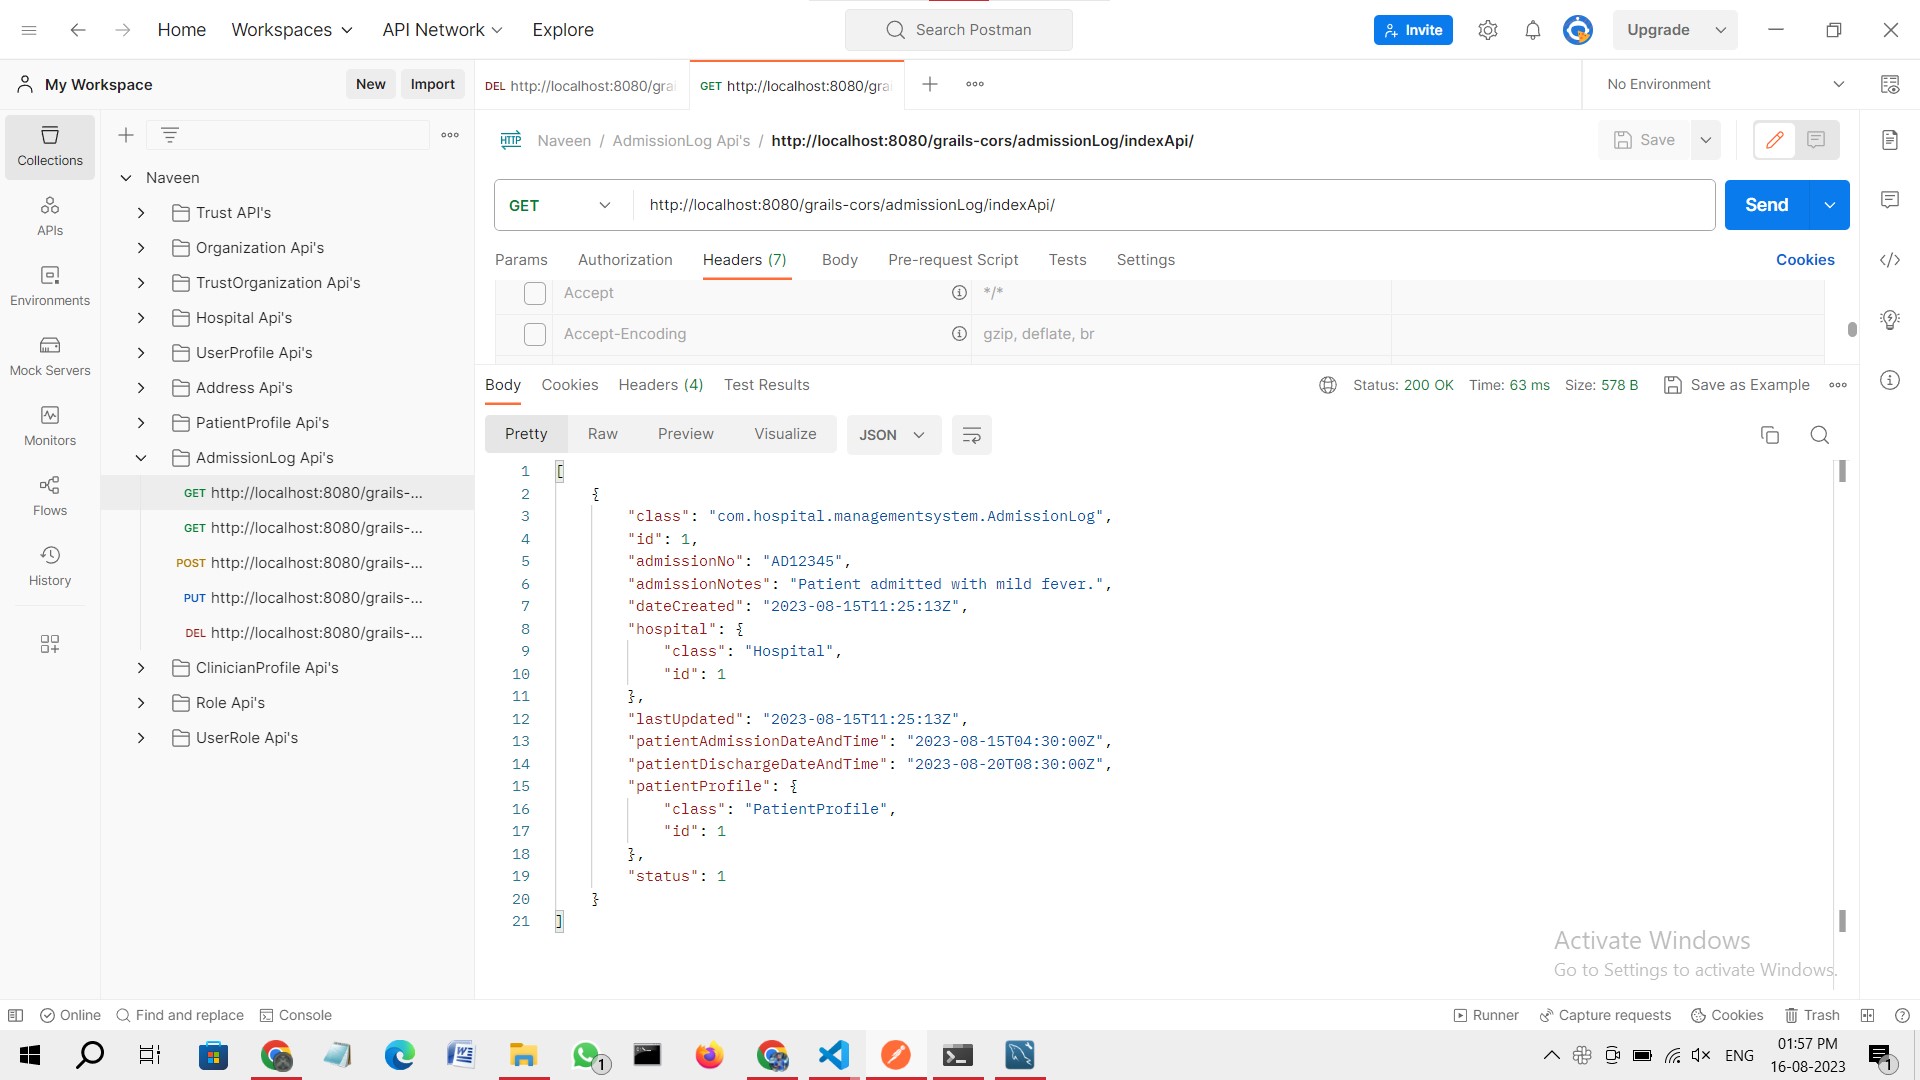 Home Workspaces API Network Explore Search Postman Invite Upgrade
My Workspace New Import DEL http://localhost:8080/gra GET http://localhost:8080/gra No Environment
Collections
APIs
Environments
Mock Servers
Monitors
Flows
History
Naveen
Trust API's
Organization Api's
TrustOrganization Api's
Hospital Api's
UserProfile Api's
Address Api's
PatientProfile Api's
AdmissionLog Api's
GET http://localhost:8080/grails-...
GET http://localhost:8080/grails-...
POST http://localhost:8080/grails-...
PUT http://localhost:8080/grails-...
DEL http://localhost:8080/grails-...
ClinicianProfile Api's
Role Api's
UserRole Api's
HTTP Naveen / AdmissionLog Api's / http://localhost:8080/grails-cors/admissionLog/indexApi/ Save
GET http://localhost:8080/grails-cors/admissionLog/indexApi/ Send
Params Authorization Headers (7) Body Pre-request Script Tests Settings Cookies
Accept */*
Accept-Encoding gzip, deflate, br
Body Cookies Headers (4) Test Results Status: 200 OK Time: 63 ms Size: 578 B Save as Example
Pretty Raw Preview Visualize JSON
1 [
2 {
3 "class": "com.hospital.managementsystem.AdmissionLog",
4 "id": 1,
5 "admissionNo": "AD12345",
6 "admissionNotes": "Patient admitted with mild fever.",
7 "dateCreated": "2023-08-15T11:25:13Z",
8 "hospital": {
9 "class": "Hospital",
10 "id": 1
11 },
12 "lastUpdated": "2023-08-15T11:25:13Z",
13 "patientAdmissionDateAndTime": "2023-08-15T04:30:00Z",
14 "patientDischargeDateAndTime": "2023-08-20T08:30:00Z",
15 "patientProfile": {
16 "class": "PatientProfile",
17 "id": 1
18 },
19 "status": 1
20 }
21 ]
Activate Windows
Go to Settings to activate Windows.
Online Find and replace Console Runner Capture requests Cookies Trash
1 ENG 01:57 PM
16-08-2023 1